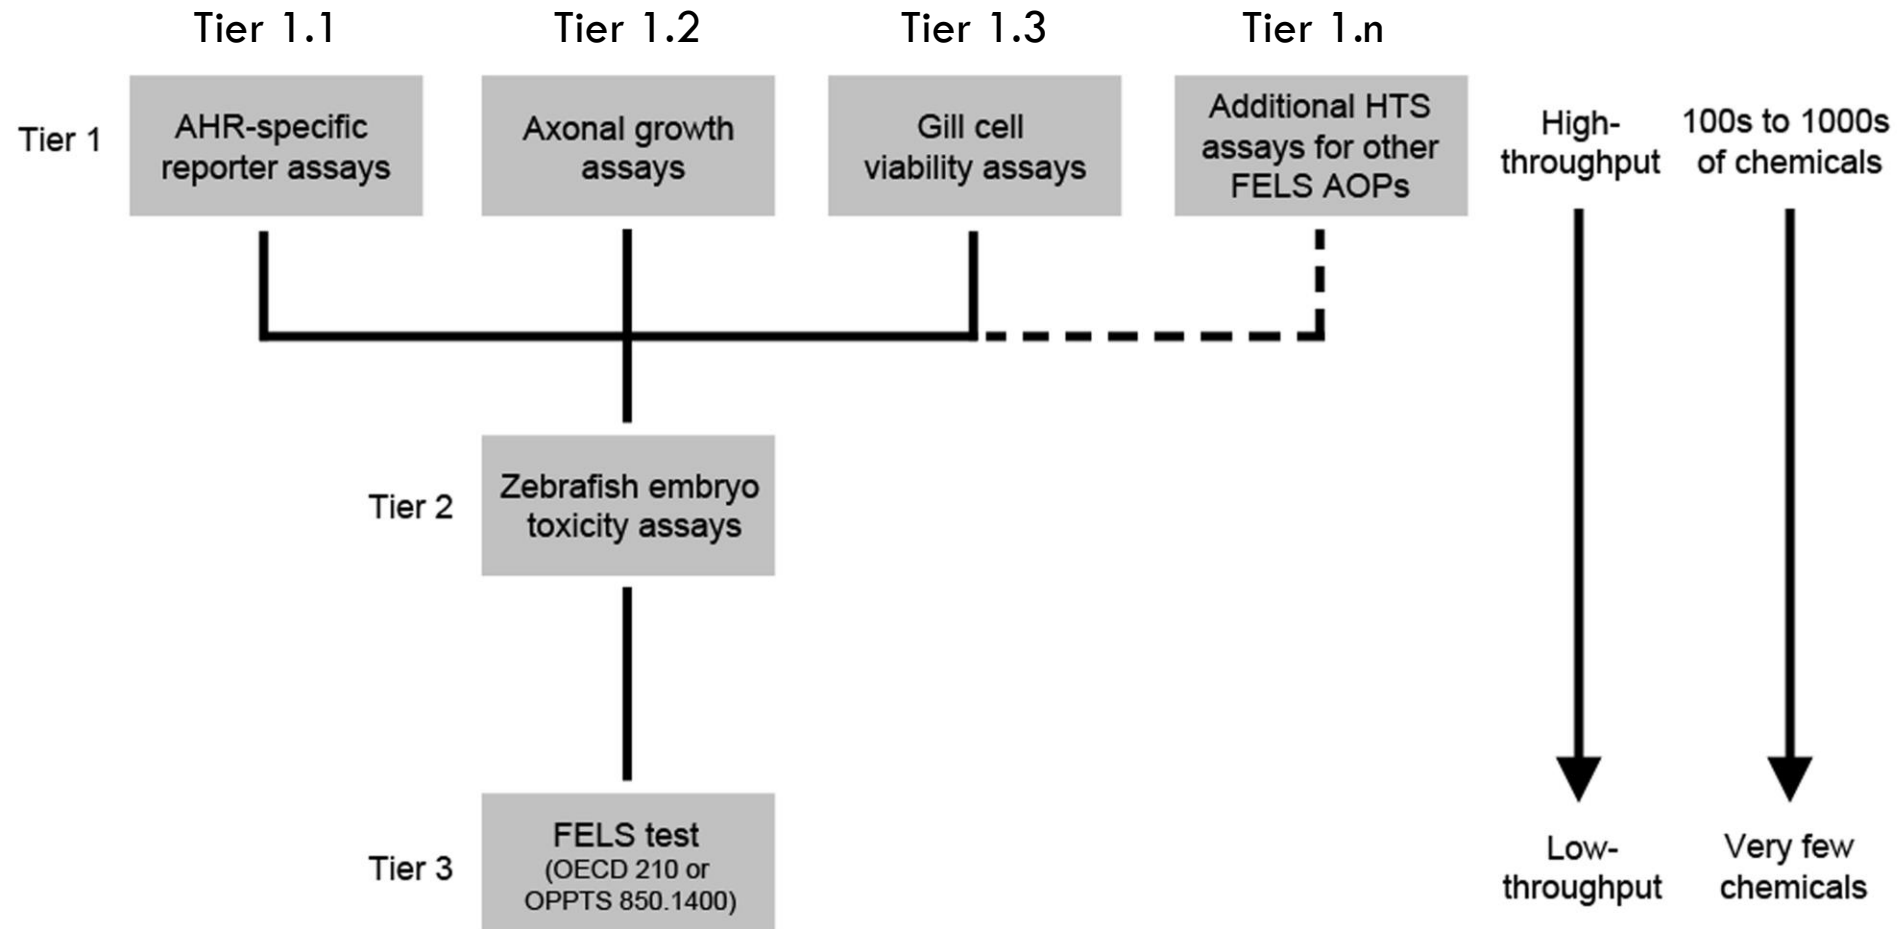 Tier 1.1
Tier 1.2
Tier 1.3
Tier 1.n
Tier 1
AHR-specific
reporter assays
Axonal growth
assays
Gill cell
viability assays
Additional HTS
assays for other
FELS AOPs
High-
throughput
100s to 1000s
of chemicals
Tier 2
Zebrafish embryo
toxicity assays
Tier 3
FELS test
(OECD 210 or
OPPTS 850.1400)
Low-
throughput
Very few
chemicals